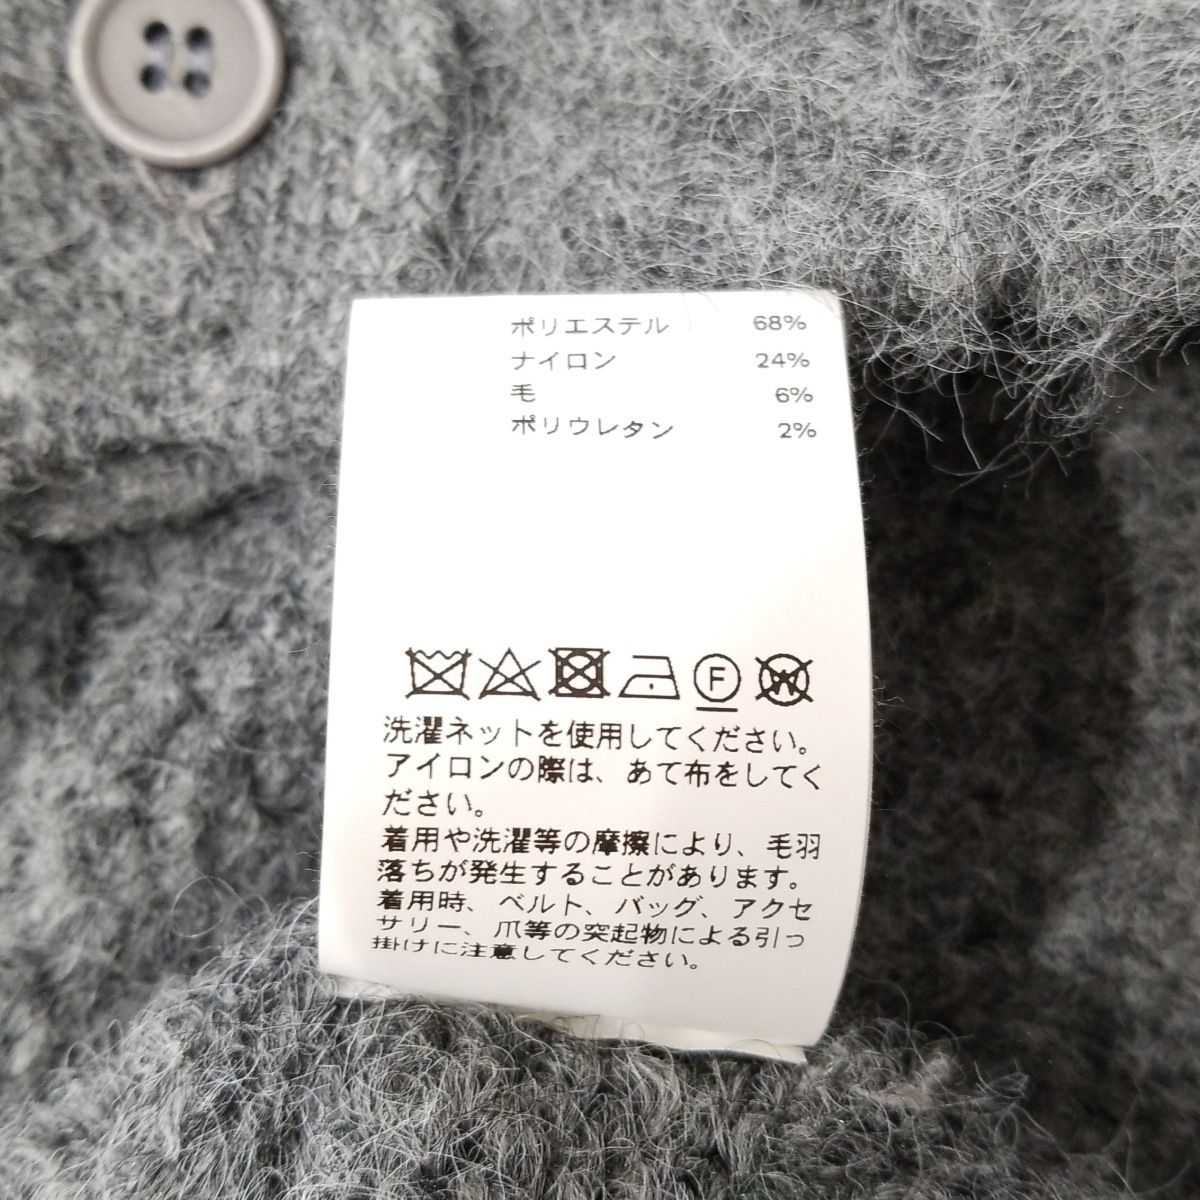 ポリエステル 68%
ナイロン 24%
毛 6%
ポリウレタン 2%
F W
洗濯ネットを使用してください。
アイロンの際は、あて布をしてく
ださい。
着用や洗濯等の摩擦により、毛羽
落ちが発生することがあります。
着用時、ベルト、バッグ、アクセ
サリー、爪等の突起物による引っ
掛けに注意してください。